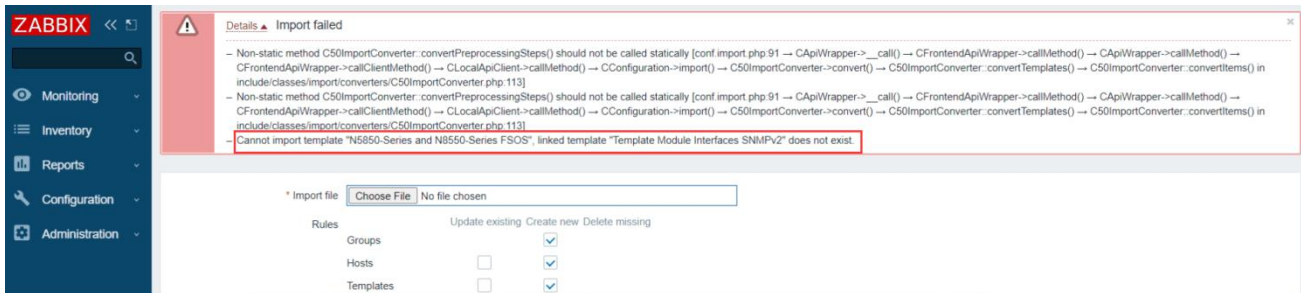 ZABBIX
Details Import failed
– Non-static method C50ImportConverter::convertPreprocessingSteps() should not be called statically [conf.import.php:91 → CApiWrapper->__call() → CFrontendApiWrapper->callMethod() → CApiWrapper->callMethod() →
CFrontendApiWrapper->callClientMethod() → CLocalApiClient->callMethod() → CConfiguration->import() → C50ImportConverter->convert() → C50ImportConverter::convertTemplates() → C50ImportConverter::convertItems() in
include/classes/import/converters/C50ImportConverter.php:113]
– Non-static method C50ImportConverter::convertPreprocessingSteps() should not be called statically [conf.import.php:91 → CApiWrapper->__call() → CFrontendApiWrapper->callMethod() → CApiWrapper->callMethod() →
CFrontendApiWrapper->callClientMethod() → CLocalApiClient->callMethod() → CConfiguration->import() → C50ImportConverter->convert() → C50ImportConverter::convertTemplates() → C50ImportConverter::convertItems() in
include/classes/import/converters/C50ImportConverter.php:113]
– Cannot import template "N5850-Series and N8550-Series FSOS", linked template "Template Module Interfaces SNMPv2" does not exist.
Monitoring
Inventory
Reports
Configuration
Administration
* Import file Choose File No file chosen
Rules Update existing Create new Delete missing
Groups
Hosts
Templates